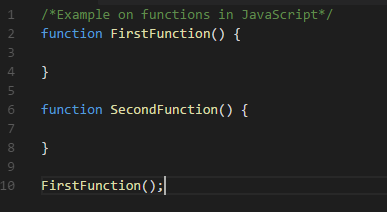 1 /*Example on functions in JavaScript*/
2 function FirstFunction() {
3
4 }
5
6 function SecondFunction() {
7
8 }
9
10 FirstFunction();